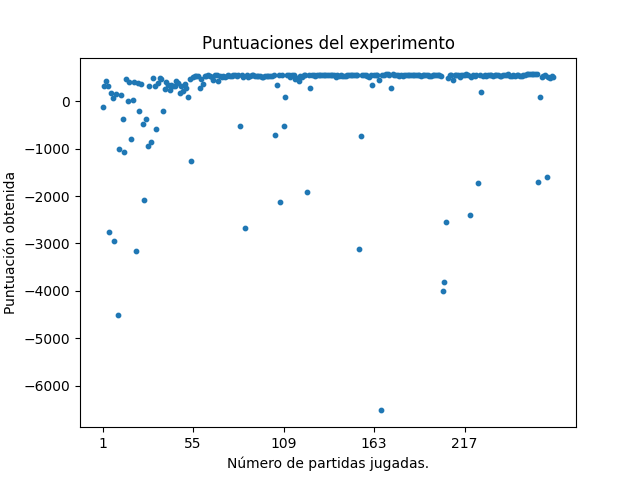 Puntuaciones del experimento
Puntuación obtenida
0
−1000
−2000
−3000
−4000
−5000
−6000
1 55 109 163 217
Número de partidas jugadas.